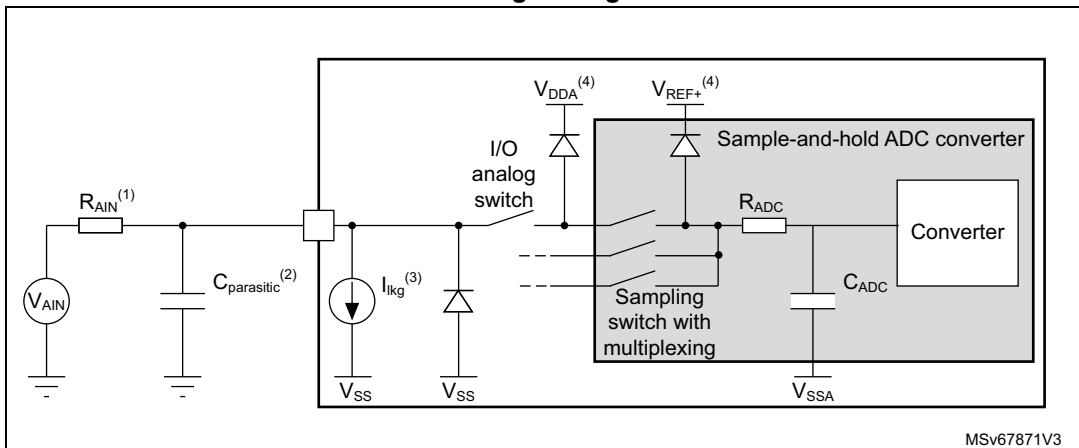 V_DDA^(4)
V_REF+^(4)
Sample-and-hold ADC converter
I/O
analog
switch
R_AIN^(1)
R_ADC
Converter
V_AIN
C_parasitic^(2)
I_lkg^(3)
C_ADC
Sampling
switch with
multiplexing
V_SS
V_SS
V_SSA
MSv67871V3